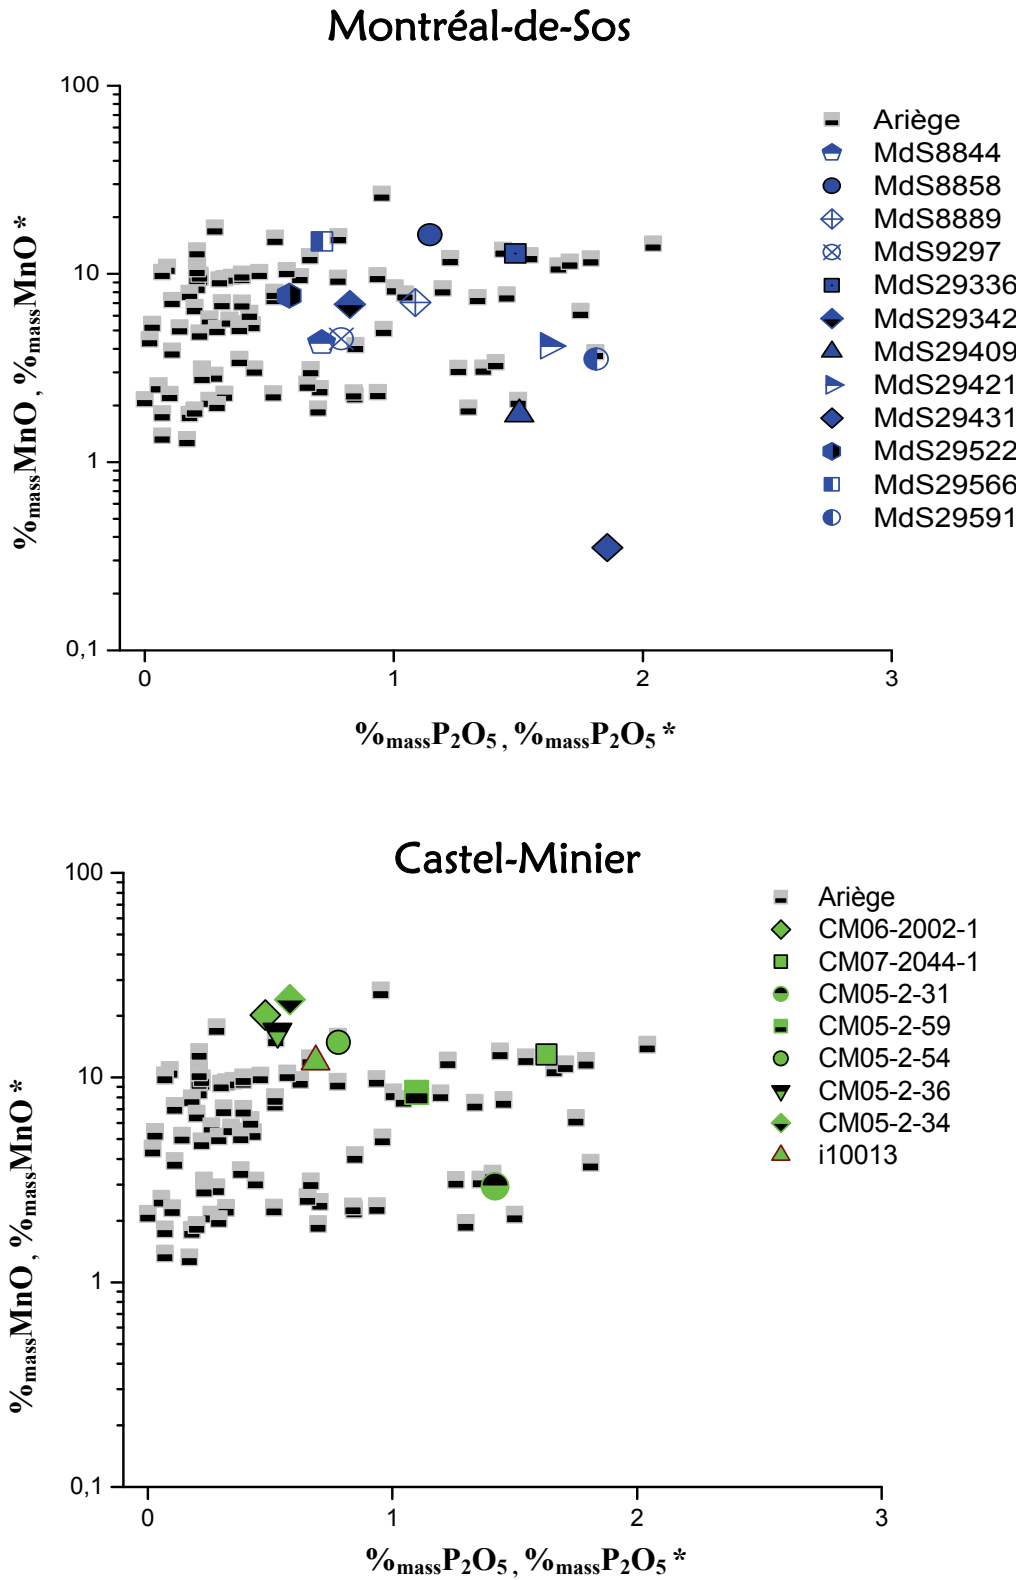 Montréal-de-Sos
100
10
1
0,1
%massMnO, %massMnO*
0
1
2
3
%massP₂O₅, %massP₂O₅*
Ariège
MdS8844
MdS8858
MdS8889
MdS9297
MdS29336
MdS29342
MdS29409
MdS29421
MdS29431
MdS29522
MdS29566
MdS29591
Castel-Minier
100
10
1
0,1
%massMnO, %massMnO*
0
1
2
3
%massP₂O₅, %massP₂O₅*
Ariège
CM06-2002-1
CM07-2044-1
CM05-2-31
CM05-2-59
CM05-2-54
CM05-2-36
CM05-2-34
i10013